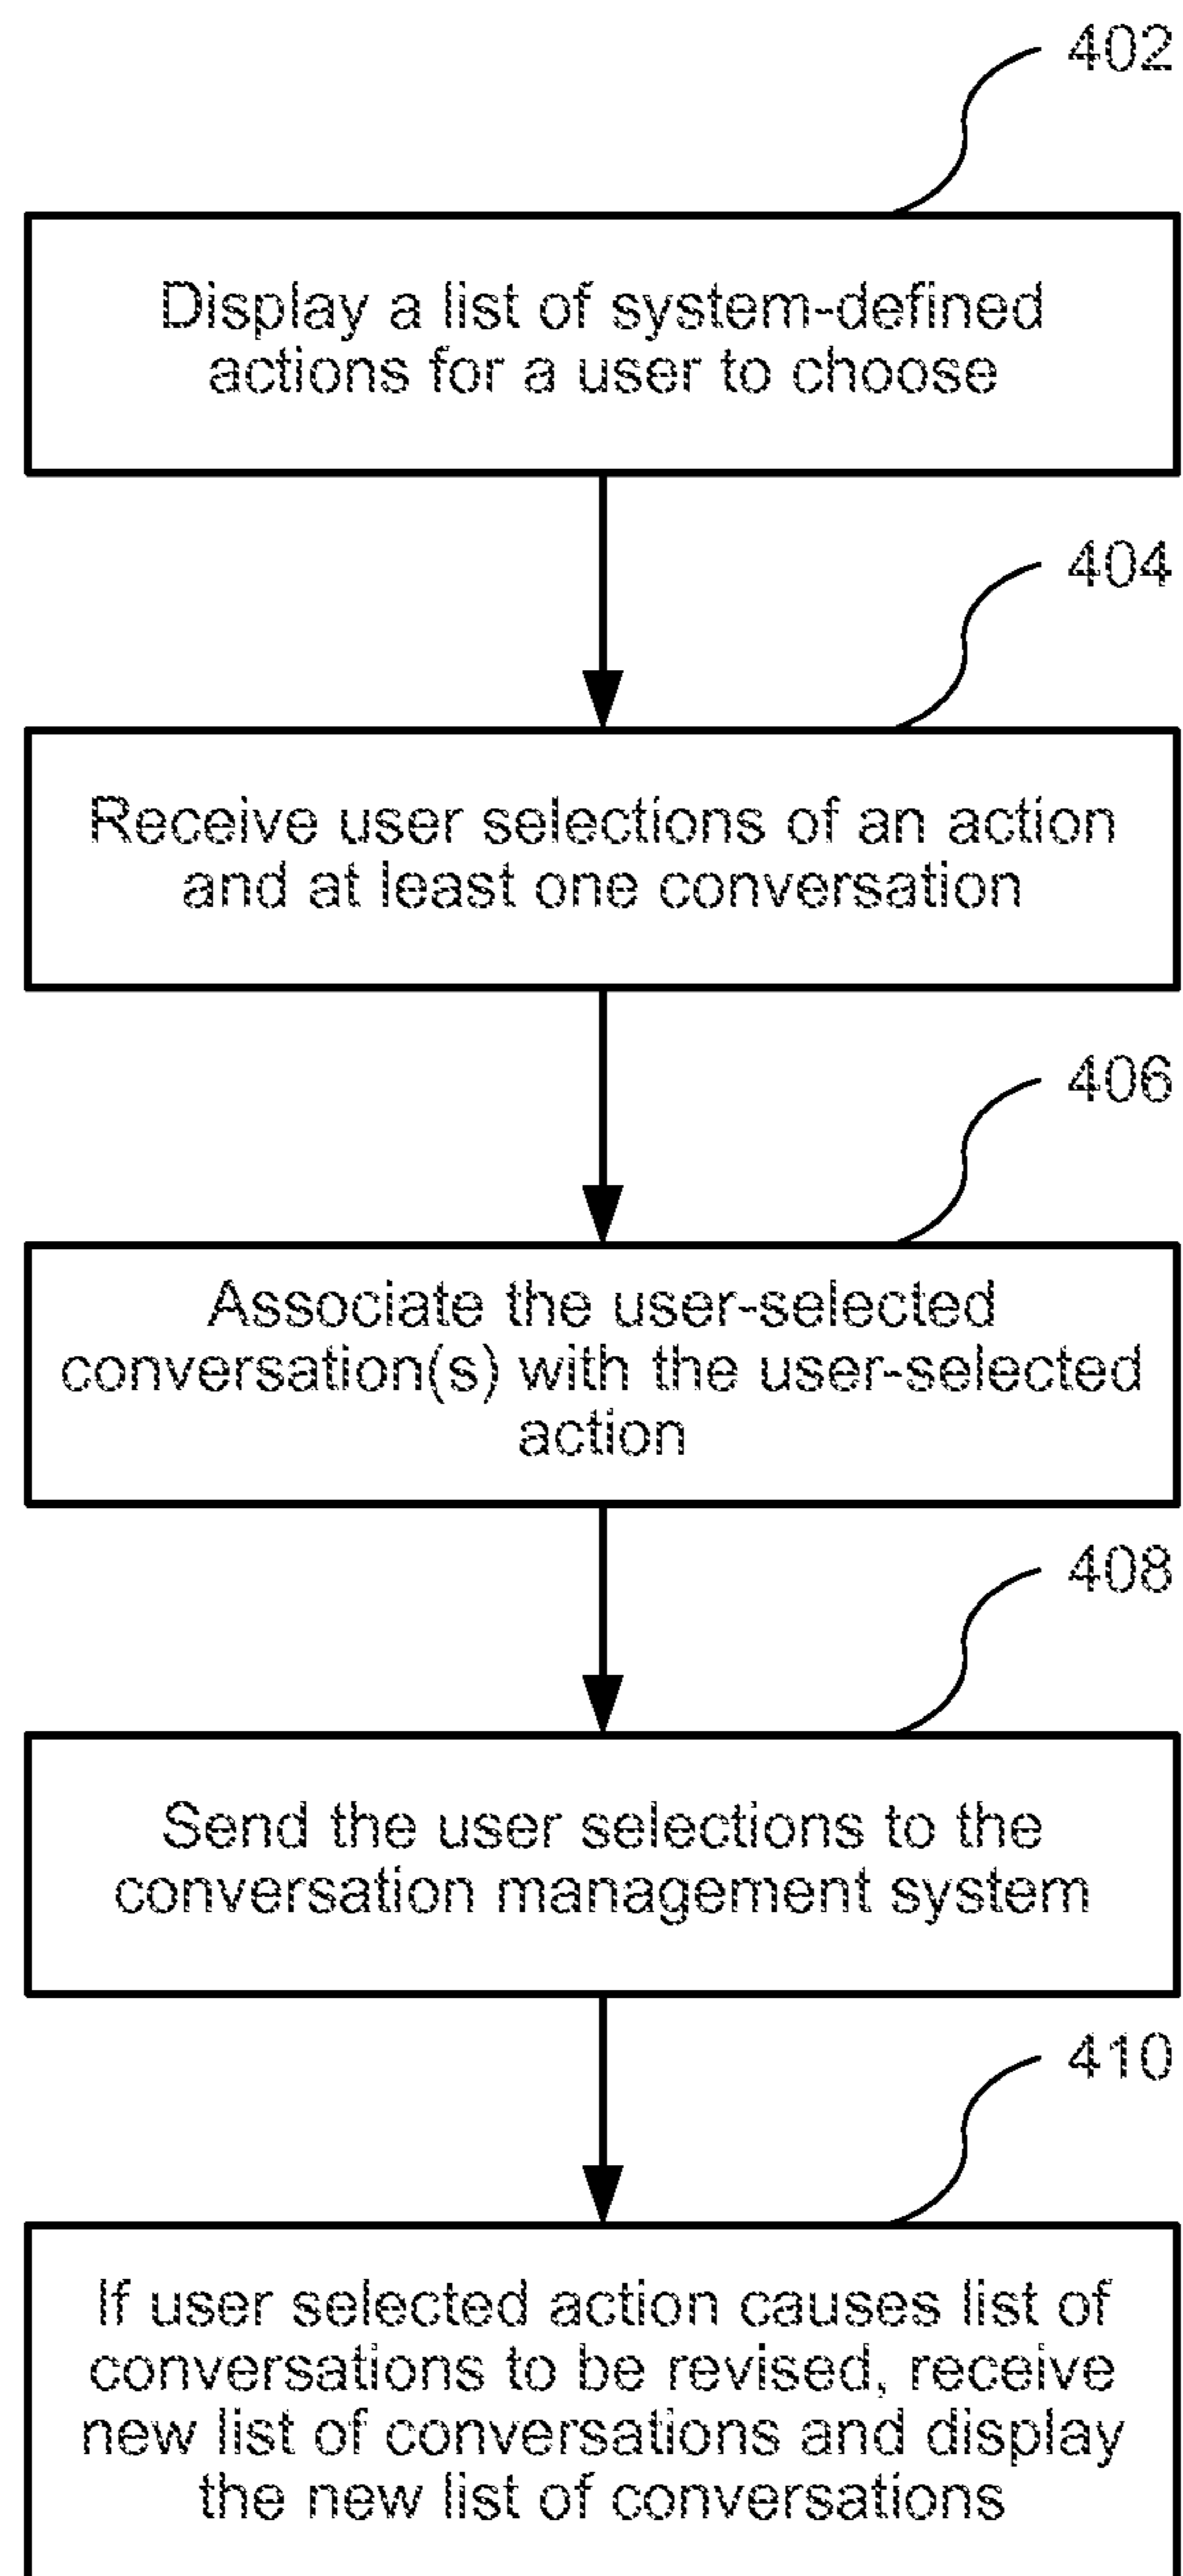 402
Display a list of system-defined
actions for a user to choose
404
Receive user selections of an action
and at least one conversation
406
Associate the user-selected
conversation(s) with the user-selected
action
408
Send the user selections to the
conversation management system
410
If user selected action causes list of
conversations to be revised, receive
new list of conversations and display
the new list of conversations